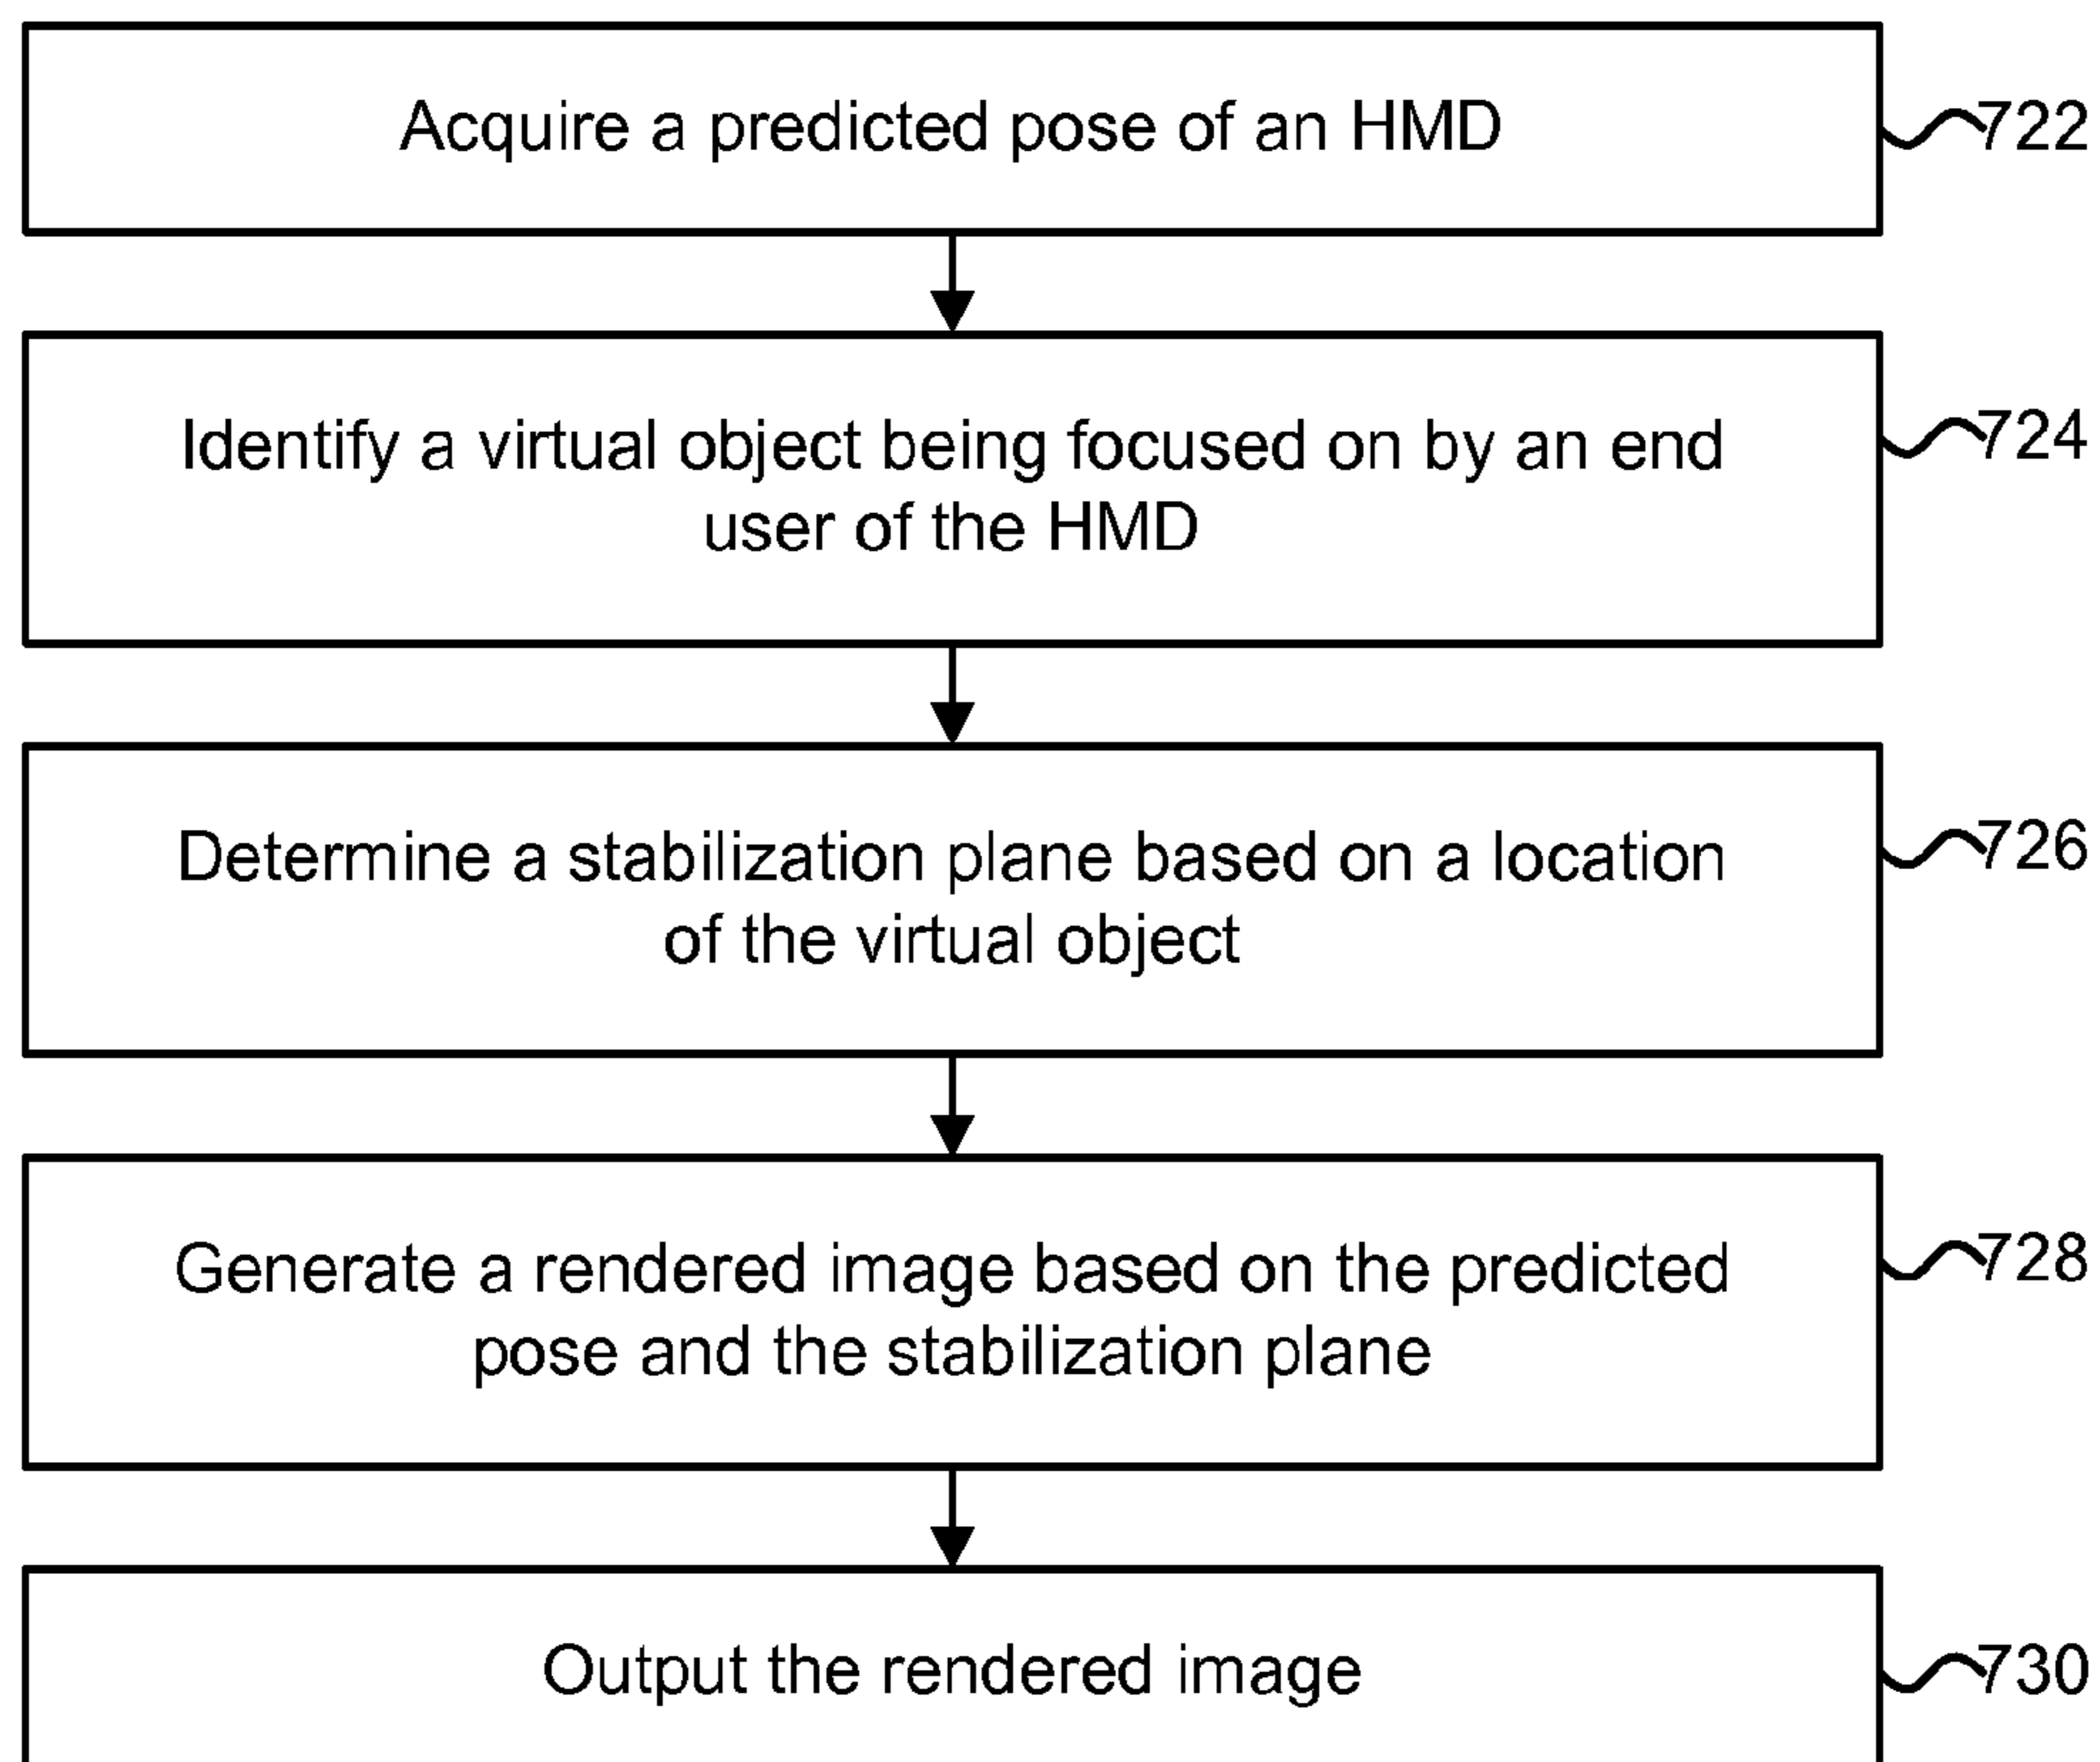 Acquire a predicted pose of an HMD
722
Identify a virtual object being focused on by an end
user of the HMD
724
Determine a stabilization plane based on a location
of the virtual object
726
Generate a rendered image based on the predicted
pose and the stabilization plane
728
Output the rendered image
730